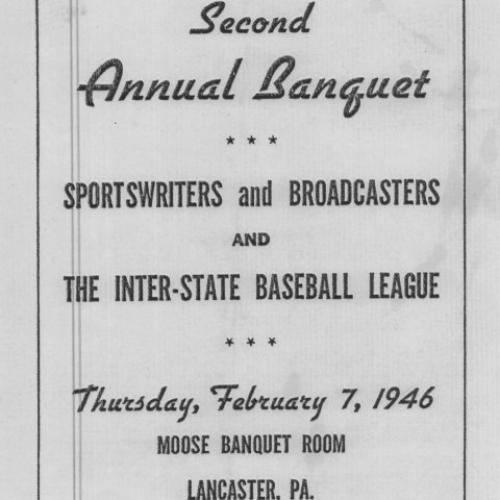 Second
Annual Banquet
* * *
SPORTSWRITERS and BROADCASTERS
AND
THE INTER-STATE BASEBALL LEAGUE
* * *
Thursday, February 7, 1946
MOOSE BANQUET ROOM
LANCASTER, PA.